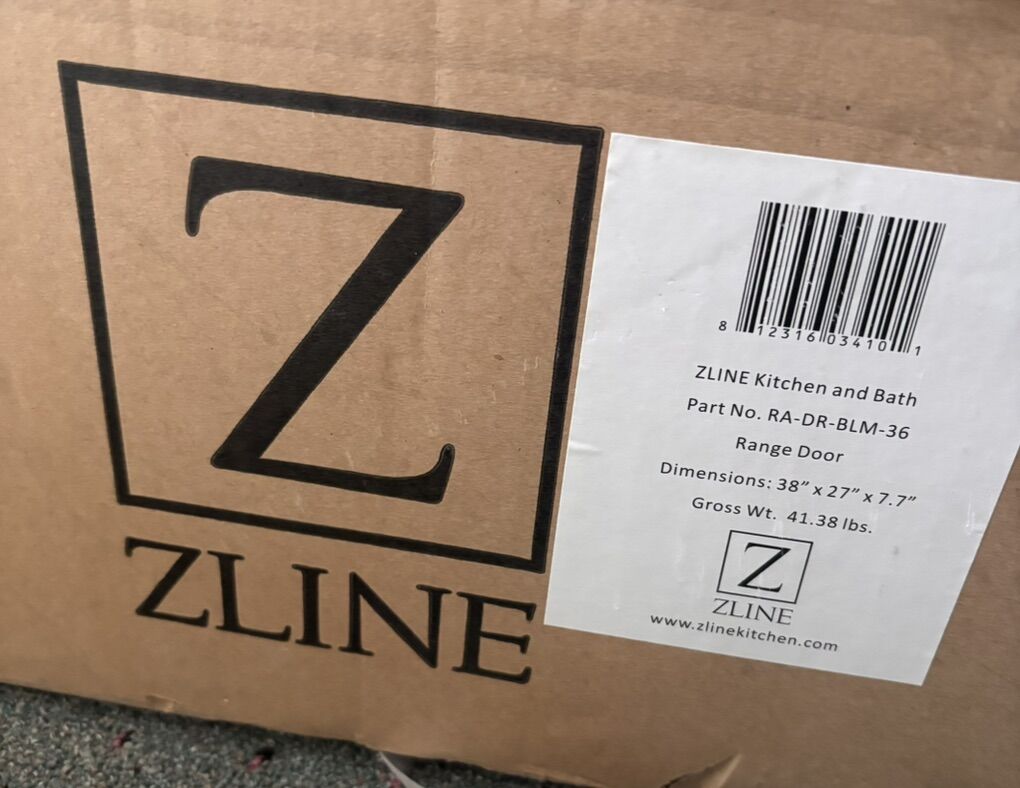 Z
ZLINE
8 12316 03410 1
ZLINE Kitchen and Bath
Part No. RA-DR-BLM-36
Range Door
Dimensions: 38” x 27” x 7.7”
Gross Wt. 41.38 lbs.
Z
ZLINE
www.zlinekitchen.com